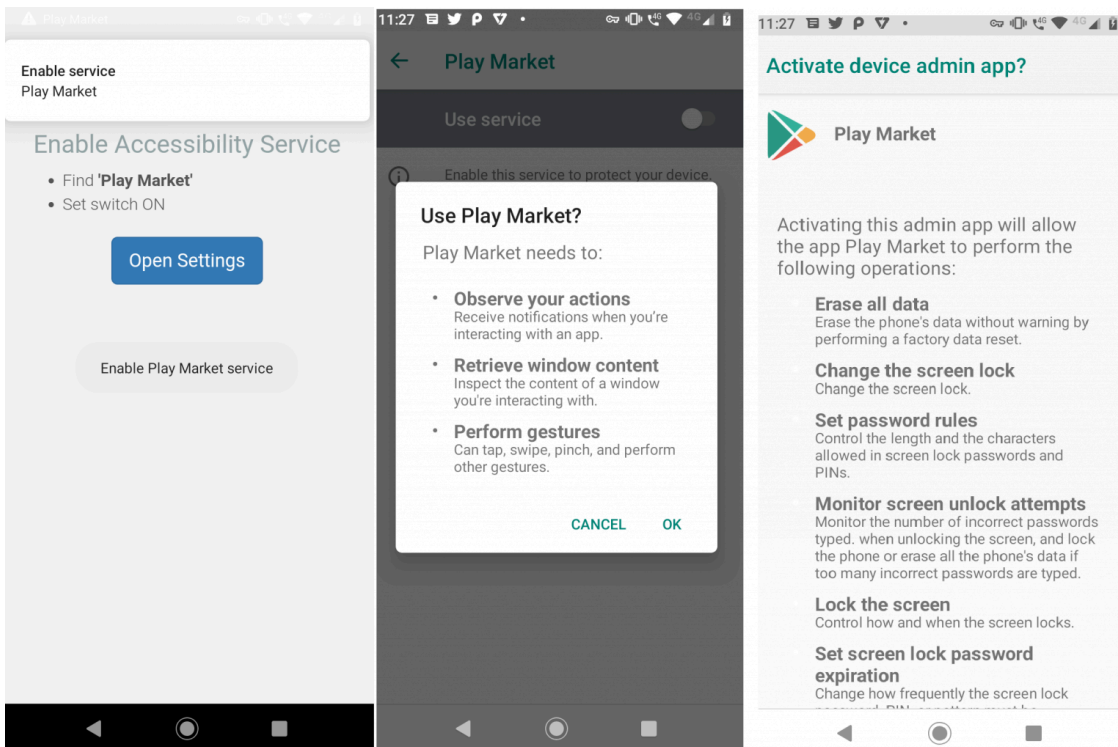 Play Market
Enable service
Play Market
Enable Accessibility Service
• Find 'Play Market'
• Set switch ON
Open Settings
Enable Play Market service
11:27
4G
4G
Play Market
Use service
Enable this service to protect your device.
Use Play Market?
Play Market needs to:
• Observe your actions
Receive notifications when you're
interacting with an app.
• Retrieve window content
Inspect the content of a window
you're interacting with.
• Perform gestures
Can tap, swipe, pinch, and perform
other gestures.
CANCEL OK
11:27
4G
4G
Activate device admin app?
Play Market
Activating this admin app will allow
the app Play Market to perform the
following operations:
Erase all data
Erase the phone's data without warning by
performing a factory data reset.
Change the screen lock
Change the screen lock.
Set password rules
Control the length and the characters
allowed in screen lock passwords and
PINs.
Monitor screen unlock attempts
Monitor the number of incorrect passwords
typed. when unlocking the screen, and lock
the phone or erase all the phone's data if
too many incorrect passwords are typed.
Lock the screen
Control how and when the screen locks.
Set screen lock password
expiration
Change how frequently the screen lock